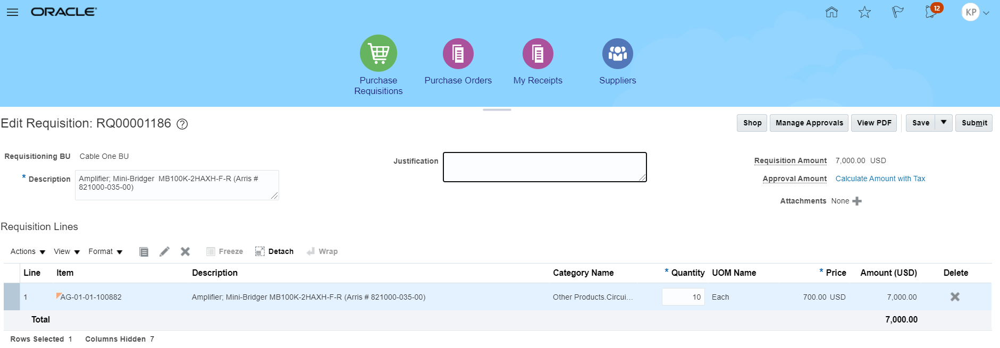 ORACLE
12
KP
Purchase
Requisitions
Purchase Orders
My Receipts
Suppliers
Edit Requisition: RQ00001186 ?
Shop
Manage Approvals
View PDF
Save
Submit
Requisitioning BU Cable One BU
* Description Amplifier; Mini-Bridger MB100K-2HAXH-F-R (Arris #
821000-035-00)
Justification
Requisition Amount 7,000.00 USD
Approval Amount Calculate Amount with Tax
Attachments None
Requisition Lines
Actions View Format Freeze Detach Wrap
Line Item Description Category Name * Quantity UOM Name * Price Amount (USD) Delete
1 AG-01-01-100882 Amplifier; Mini-Bridger MB100K-2HAXH-F-R (Arris # 821000-035-00) Other Products.Circui... 10 Each 700.00 USD 7,000.00
Total 7,000.00
Rows Selected 1 Columns Hidden 7